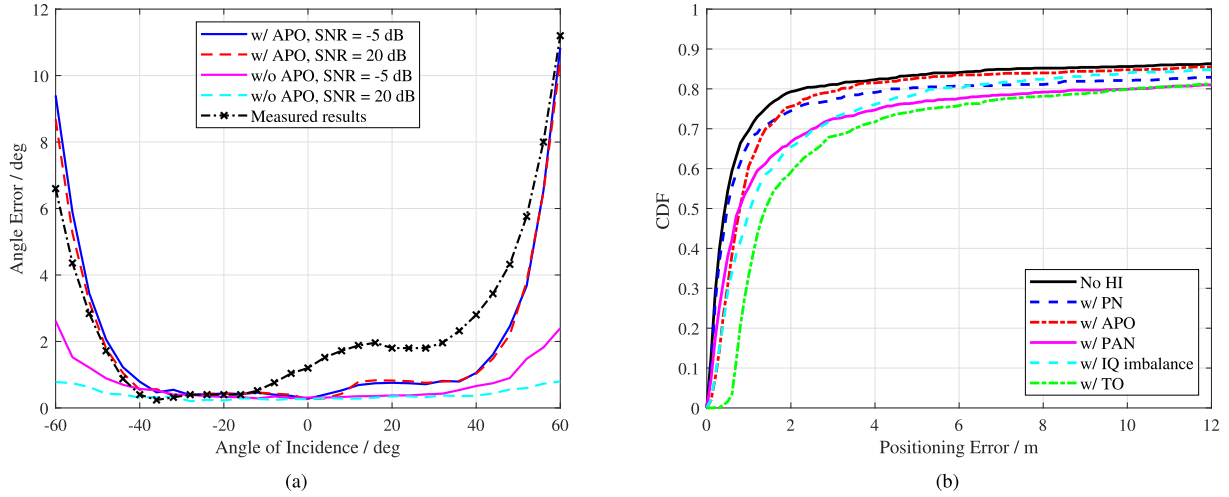 12
10
8
6
4
2
0
Angle Error / deg
w/ APO, SNR = -5 dB
w/ APO, SNR = 20 dB
w/o APO, SNR = -5 dB
w/o APO, SNR = 20 dB
Measured results
-60 -40 -20 0 20 40 60
Angle of Incidence / deg
(a)
1
0.9
0.8
0.7
0.6
0.5
0.4
0.3
0.2
0.1
0
CDF
No HI
w/ PN
w/ APO
w/ PAN
w/ IQ imbalance
w/ TO
0 2 4 6 8 10 12
Positioning Error / m
(b)